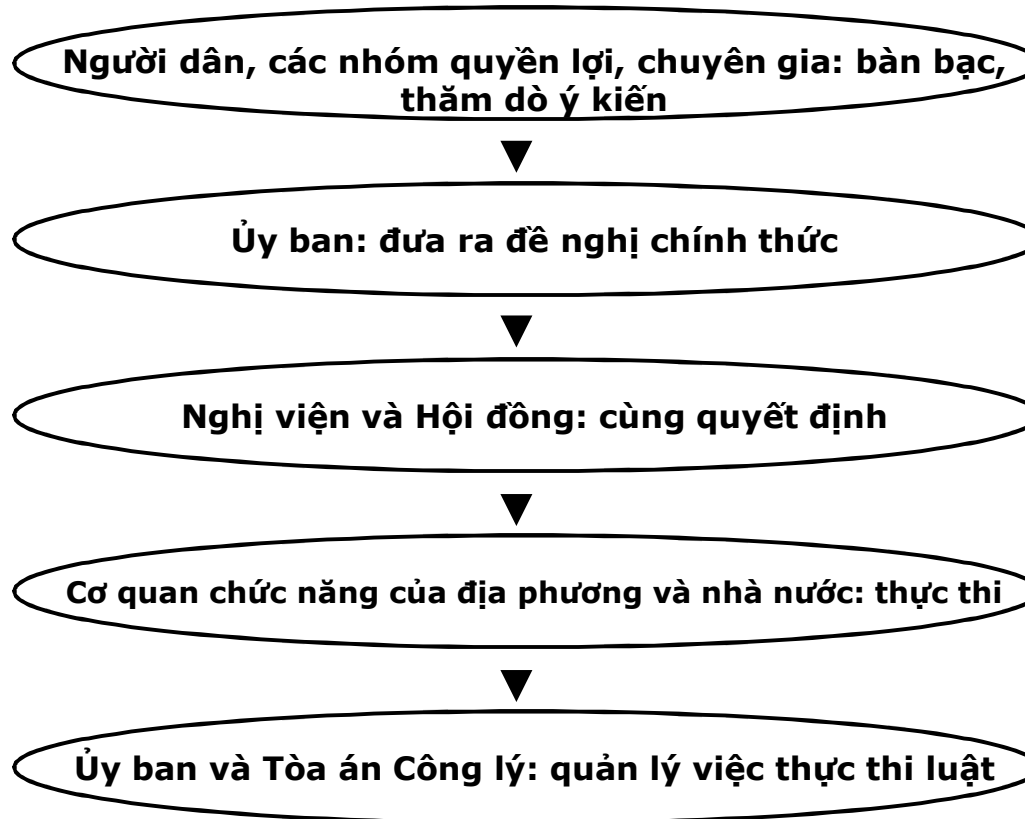 Người dân, các nhóm quyền lợi, chuyên gia: bàn bạc,
thăm dò ý kiến
Ủy ban: đưa ra đề nghị chính thức
Nghị viện và Hội đồng: cùng quyết định
Cơ quan chức năng của địa phương và nhà nước: thực thi
Ủy ban và Tòa án Công lý: quản lý việc thực thi luật